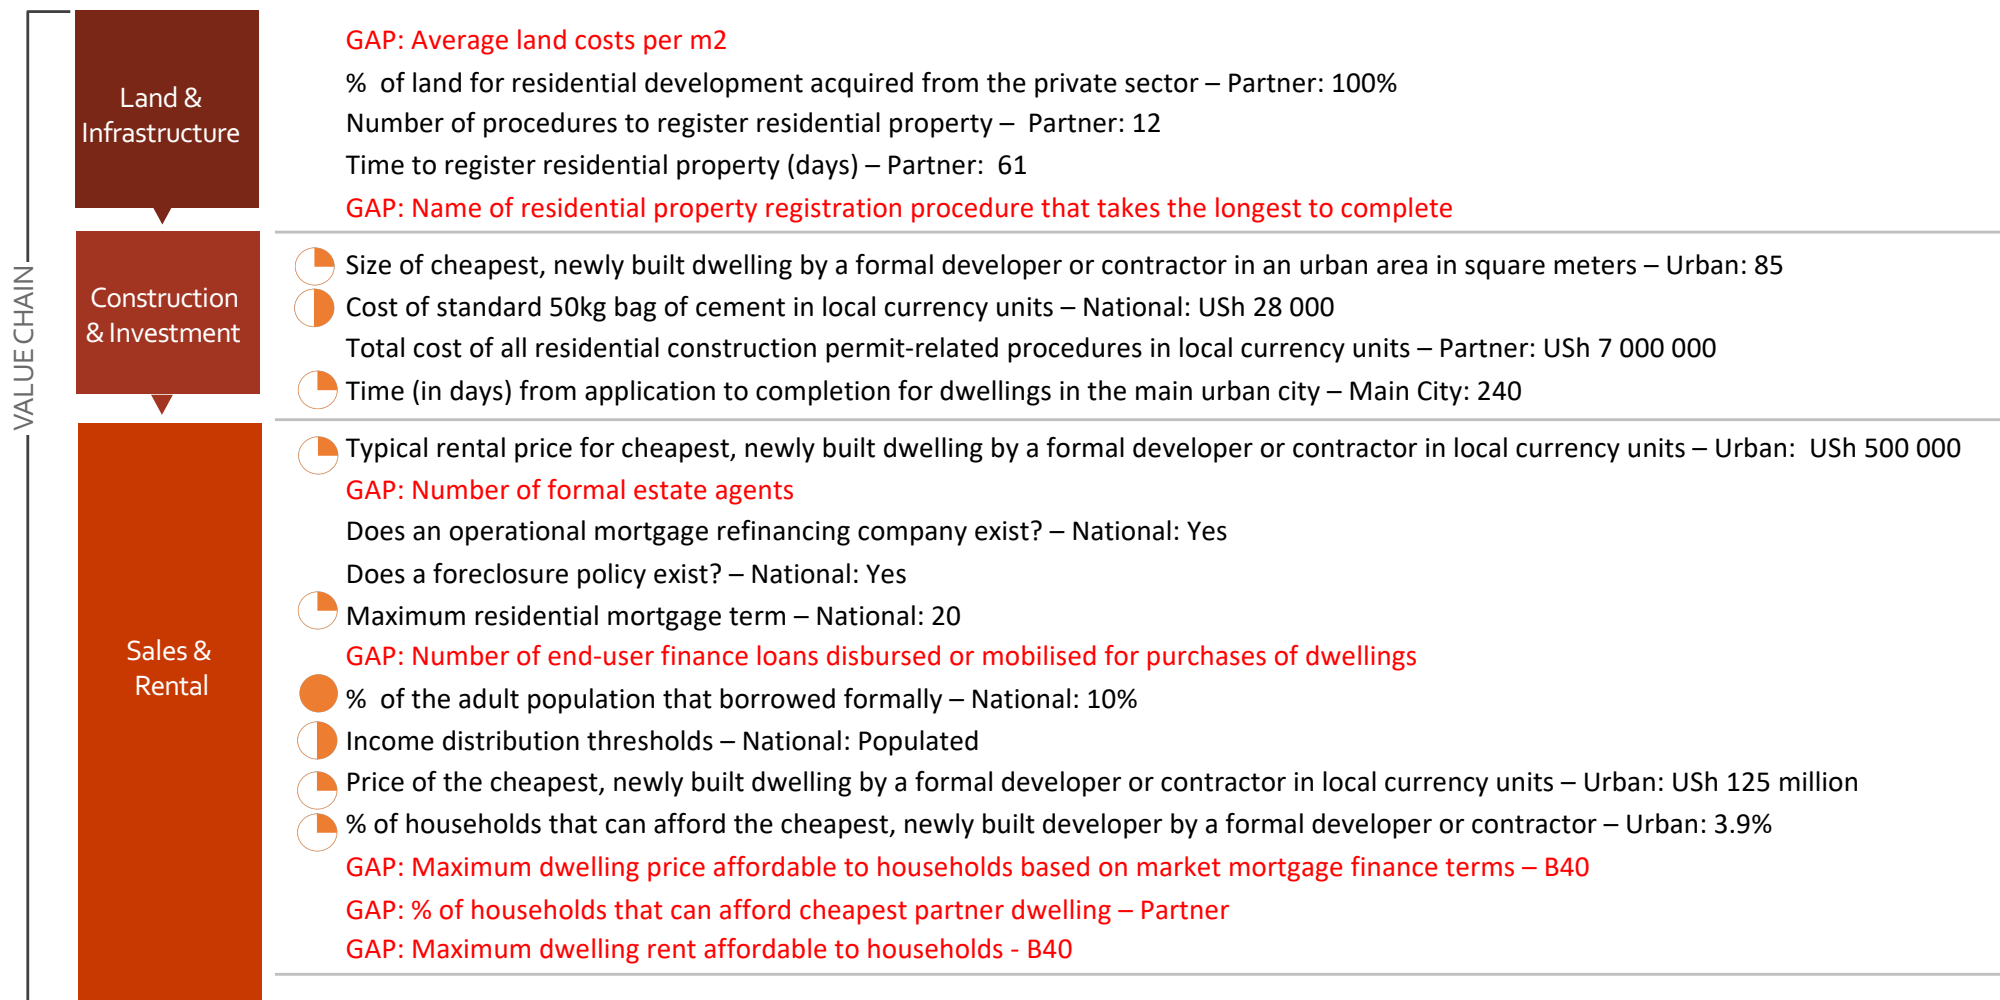 VALUE CHAIN
Land &
Infrastructure
GAP: Average land costs per m2
% of land for residential development acquired from the private sector – Partner: 100%
Number of procedures to register residential property – Partner: 12
Time to register residential property (days) – Partner: 61
GAP: Name of residential property registration procedure that takes the longest to complete
Construction
& Investment
Size of cheapest, newly built dwelling by a formal developer or contractor in an urban area in square meters – Urban: 85
Cost of standard 50kg bag of cement in local currency units – National: USh 28 000
Total cost of all residential construction permit-related procedures in local currency units – Partner: USh 7 000 000
Time (in days) from application to completion for dwellings in the main urban city – Main City: 240
Sales &
Rental
Typical rental price for cheapest, newly built dwelling by a formal developer or contractor in local currency units – Urban: USh 500 000
GAP: Number of formal estate agents
Does an operational mortgage refinancing company exist? – National: Yes
Does a foreclosure policy exist? – National: Yes
Maximum residential mortgage term – National: 20
GAP: Number of end-user finance loans disbursed or mobilised for purchases of dwellings
% of the adult population that borrowed formally – National: 10%
Income distribution thresholds – National: Populated
Price of the cheapest, newly built dwelling by a formal developer or contractor in local currency units – Urban: USh 125 million
% of households that can afford the cheapest, newly built developer by a formal developer or contractor – Urban: 3.9%
GAP: Maximum dwelling price affordable to households based on market mortgage finance terms – B40
GAP: % of households that can afford cheapest partner dwelling – Partner
GAP: Maximum dwelling rent affordable to households - B40